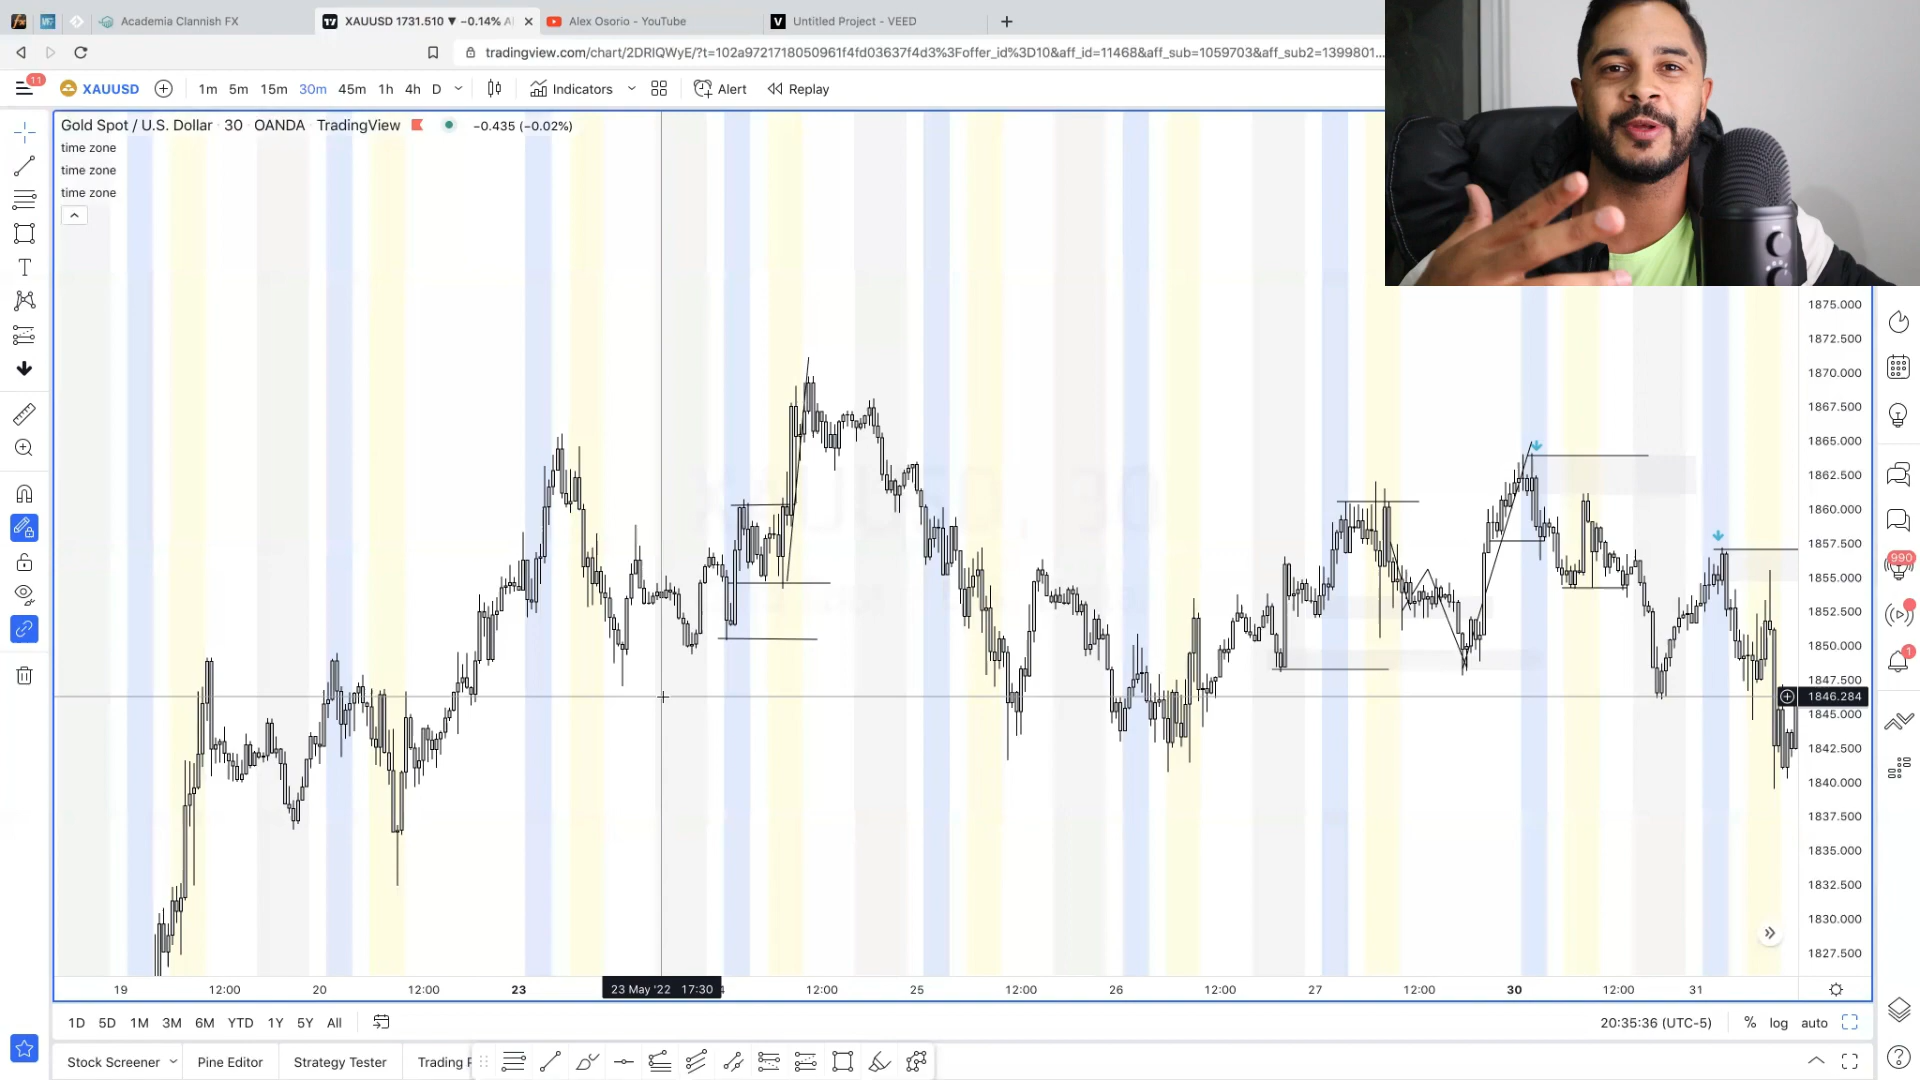 Academia Clannish FX
XAUUSD 1731.510 ▼ −0.14%
Alex Osorio - YouTube
Untitled Project - VEED
tradingview.com/chart/2DRIQWyE/?t=102a9721718050961f4fd03637f4d3%3Foffer_id%3D10&aff_id=11468&aff_sub=1059703&aff_sub2=1399801...
11
XAUUSD
1m 5m 15m 30m 45m 1h 4h D
Indicators
Alert
Replay
Gold Spot / U.S. Dollar · 30 · OANDA · TradingView
−0.435 (−0.02%)
time zone
time zone
time zone
XAUUSD, 30
1875.000
1872.500
1870.000
1867.500
1865.000
1862.500
1860.000
1857.500
1855.000
1852.500
1850.000
1847.500
1846.284
1845.000
1842.500
1840.000
1837.500
1835.000
1832.500
1830.000
1827.500
990
1
19 12:00 20 12:00 23 23 May '22 17:30 12:00 25 12:00 26 12:00 27 12:00 30 12:00 31
1D 5D 1M 3M 6M YTD 1Y 5Y All
20:35:36 (UTC-5)
% log auto
Stock Screener Pine Editor Strategy Tester Trading